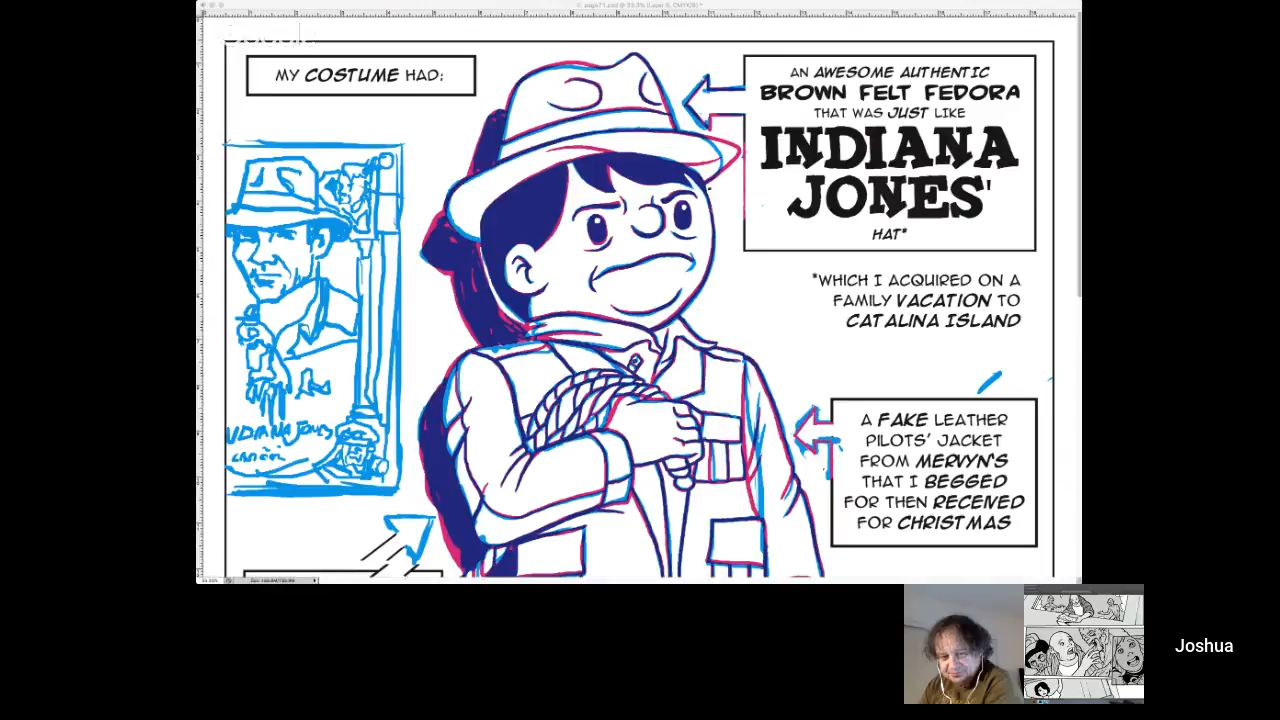 MY COSTUME HAD:
AN AWESOME AUTHENTIC
BROWN FELT FEDORA
THAT WAS JUST LIKE
INDIANA
JONES'
HAT*
*WHICH I ACQUIRED ON A
FAMILY VACATION TO
CATALINA ISLAND
A FAKE LEATHER
PILOTS' JACKET
FROM MERVYN'S
THAT I BEGGED
FOR THEN RECEIVED
FOR CHRISTMAS
INDIANA JONES
Joshua